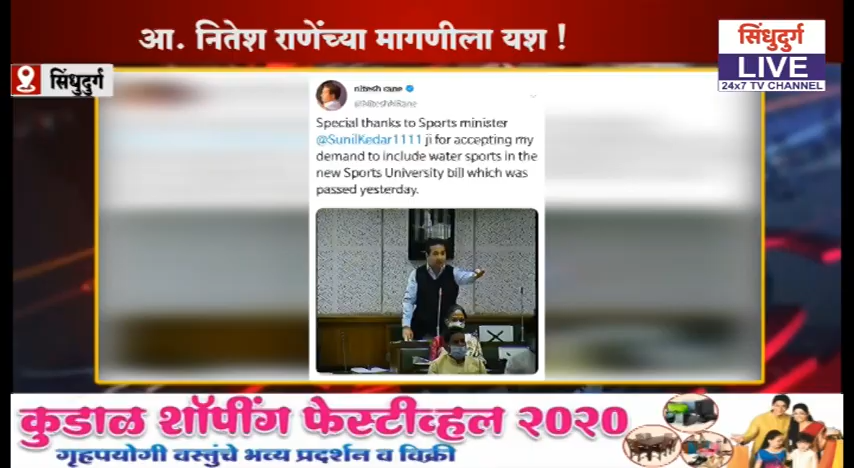 आ. नितेश राणेंच्या मागणीला यश !
सिंधुदुर्ग
LIVE
24x7 TV CHANNEL
सिंधुदुर्ग
nitesh rane
@NiteshNRane
Special thanks to Sports minister
@SunilKedar1111 ji for accepting my
demand to include water sports in the
new Sports University bill which was
passed yesterday.
कुडाळ शॉपींग फेस्टीव्हल २०२०
गृहपयोगी वस्तुंचे भव्य प्रदर्शन व विक्री